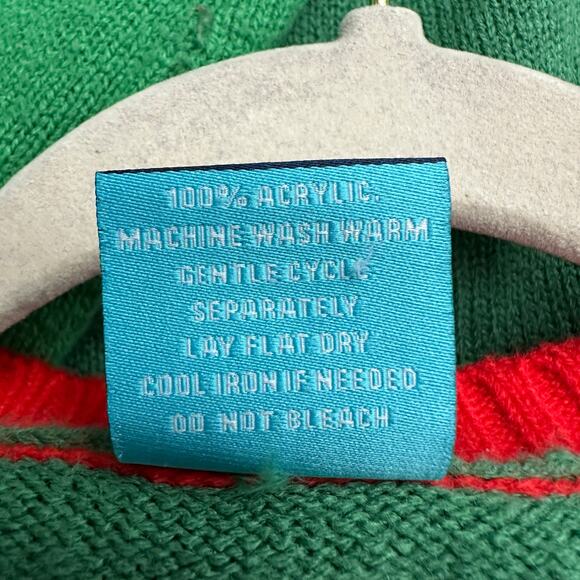 100% ACRYLIC.
MACHINE WASH WARM
GENTLE CYCLE
SEPARATELY
LAY FLAT DRY
COOL IRON IF NEEDED
DO NOT BLEACH